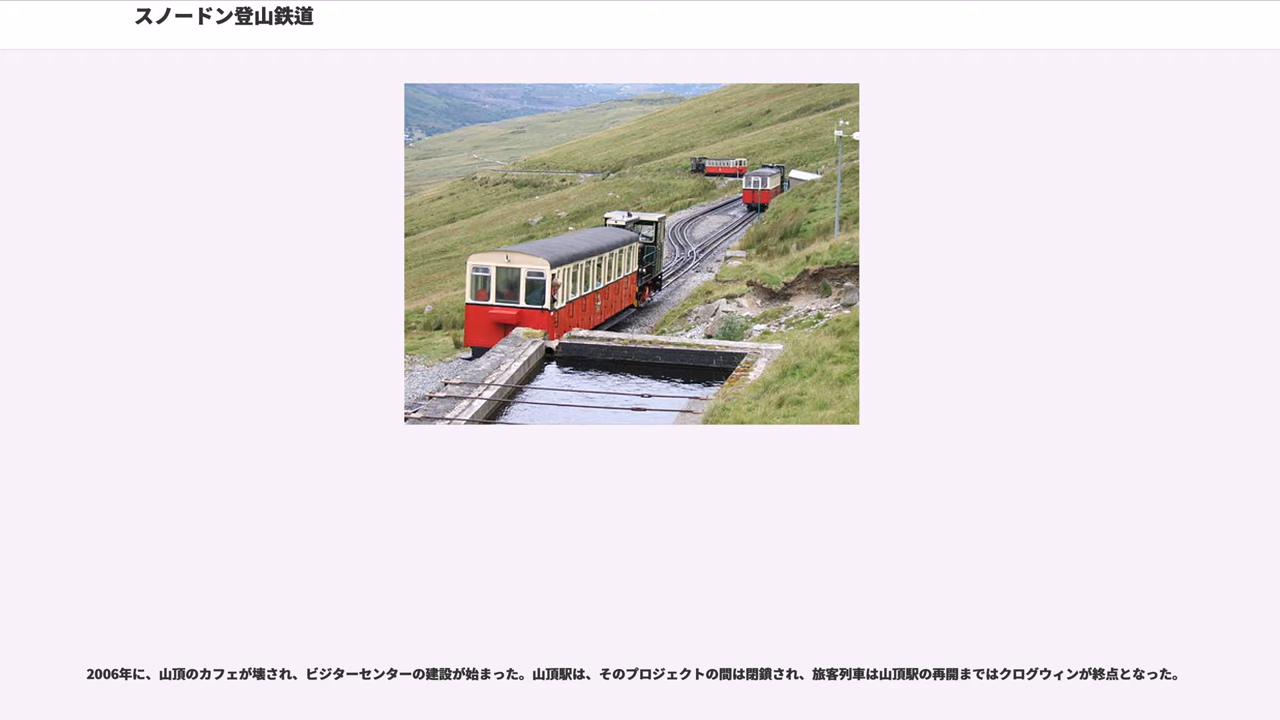 スノードン登山鉄道
2006年に、山頂のカフェが壊され、ビジターセンターの建設が始まった。山頂駅は、そのプロジェクトの間は閉鎖され、旅客列車は山頂駅の再開まではクログウィンが終点となった。